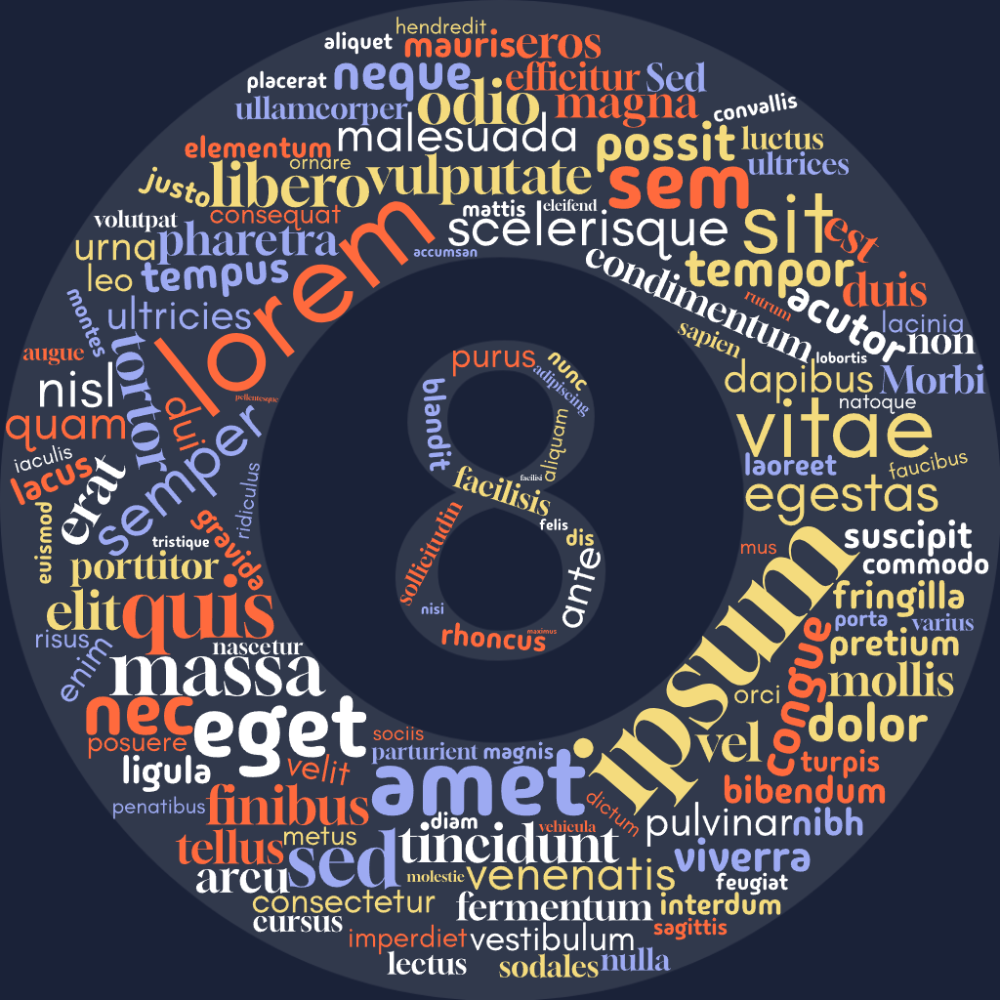 hendredit
aliquet mauris eros
placerat neque efficitur Sed
ullamcorper odio magna convallis
elementum malesuada possit luctus
justo ornare libero vulputate sem ultrices
volutpat consequat mattis eleifend
urna pharetra lorem scelerisque sit est
leo tempus accumsan condimentum tempor duis
montes ultricies rutrum acutor lacinia
augue tortor sapien lobortis non
nisl dapibus Morbi
quam dui pellentesque vitae natoque
iaculis lacus erat semper ridiculus laoreet faucibus
euismod tristique gravida egestas
purus nunc
blandit adipiscing
aliquam
facilisis facilisi
sollicitudin felis dis
nisi ante
rhoncus maximus
porttitor mus suscipit
commodo
elit quis ipsum fringilla
risus nascetur porta varius
enim massa congue pretium
nec eget orci mollis
posuere sociis vel dolor
ligula velit parturient magnis turpis
penatibus finibus amet dictum bibendum
metus diam vehicula pulvinar nibh
tellus sed tincidunt viverra
arcu molestie venenatis feugiat
consectetur fermentum interdum
cursus sagittis
imperdiet vestibulum
lectus sodales nulla